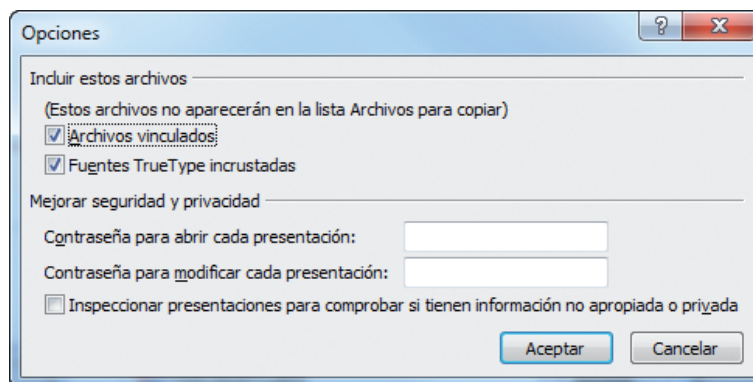 Opciones
Incluir estos archivos
(Estos archivos no aparecerán en la lista Archivos para copiar)
Archivos vinculados
Fuentes TrueType incrustadas
Mejorar seguridad y privacidad
Contraseña para abrir cada presentación:
Contraseña para modificar cada presentación:
Inspeccionar presentaciones para comprobar si tienen información no apropiada o privada
Aceptar Cancelar